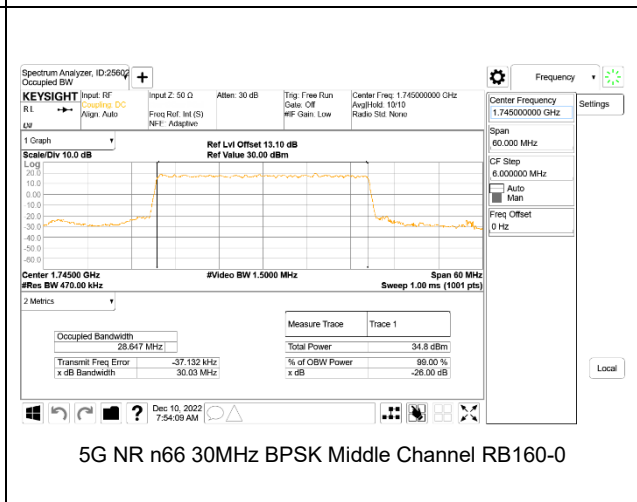 Spectrum Analyzer, ID:25602
Occupied BW
Frequency
KEYSIGHT
RL
Input: RF
Coupling: DC
Align: Auto
Input Z: 50 Ω
Freq Ref: Int (S)
NFE: Adaptive
Atten: 30 dB
Trig: Free Run
Gate: Off
#IF Gain: Low
Center Freq: 1.745000000 GHz
Avg|Hold: 10/10
Radio Std: None
Center Frequency
1.745000000 GHz
Settings
Span
60.000 MHz
CF Step
6.000000 MHz
Auto
Man
Freq Offset
0 Hz
1 Graph
Scale/Div 10.0 dB
Ref Lvl Offset 13.10 dB
Ref Value 30.00 dBm
Log
20.0
10.0
0.00
-10.0
-20.0
-30.0
-40.0
-50.0
-60.0
Center 1.74500 GHz
#Video BW 1.5000 MHz
Span 60 MHz
#Res BW 470.00 kHz
Sweep 1.00 ms (1001 pts)
2 Metrics
Measure Trace
Trace 1
Occupied Bandwidth
28.647 MHz
Total Power
34.8 dBm
Transmit Freq Error
-37.132 kHz
% of OBW Power
99.00 %
x dB Bandwidth
30.03 MHz
x dB
-26.00 dB
Local
?
Dec 10, 2022
7:54:09 AM
5G NR n66 30MHz BPSK Middle Channel RB160-0